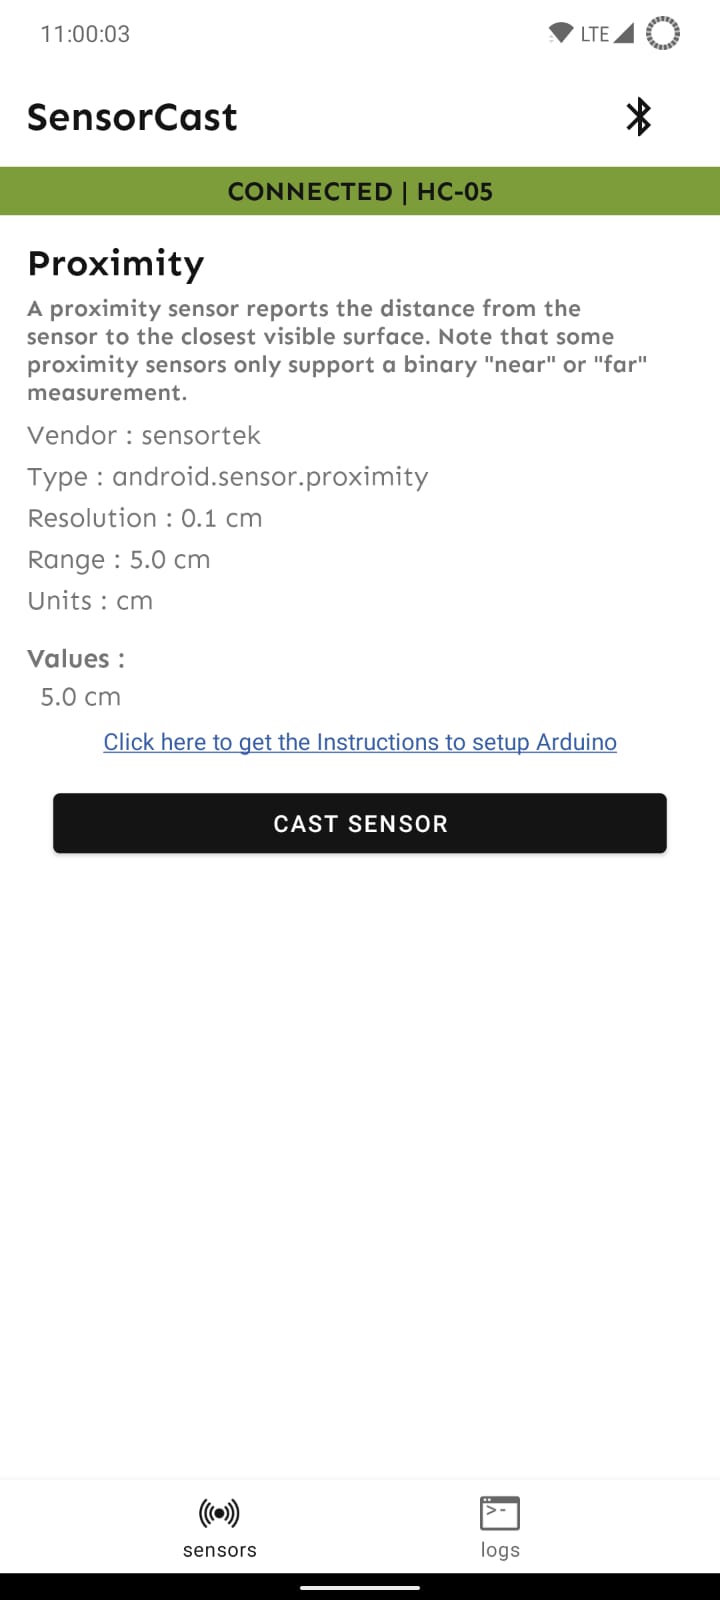 11:00:03 LTE
SensorCast
CONNECTED | HC-05
Proximity
A proximity sensor reports the distance from the
sensor to the closest visible surface. Note that some
proximity sensors only support a binary "near" or "far"
measurement.
Vendor : sensortek
Type : android.sensor.proximity
Resolution : 0.1 cm
Range : 5.0 cm
Units : cm
Values :
5.0 cm
Click here to get the Instructions to setup Arduino
CAST SENSOR
sensors logs